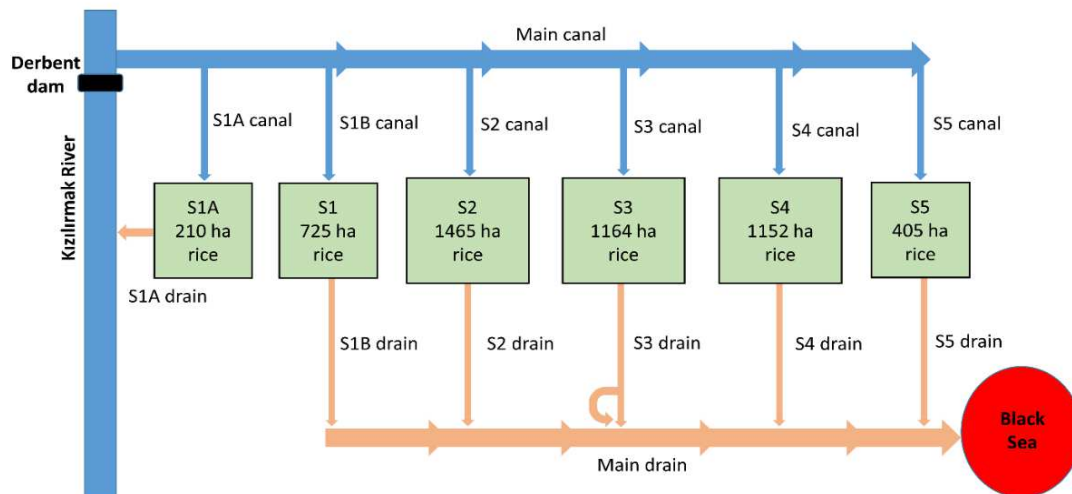 Main canal
Derbent
dam
S1A canal
S1B canal
S2 canal
S3 canal
S4 canal
S5 canal
Kızılırmak River
S1A
210 ha
rice
S1
725 ha
rice
S2
1465 ha
rice
S3
1164 ha
rice
S4
1152 ha
rice
S5
405 ha
rice
S1A drain
S1B drain
S2 drain
S3 drain
S4 drain
S5 drain
Black
Sea
Main drain